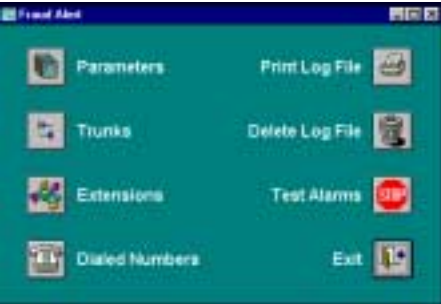 Fraud Alert
Parameters
Print Log File
Trunks
Delete Log File
Extensions
Test Alarms
STOP
Dialed Numbers
Exit